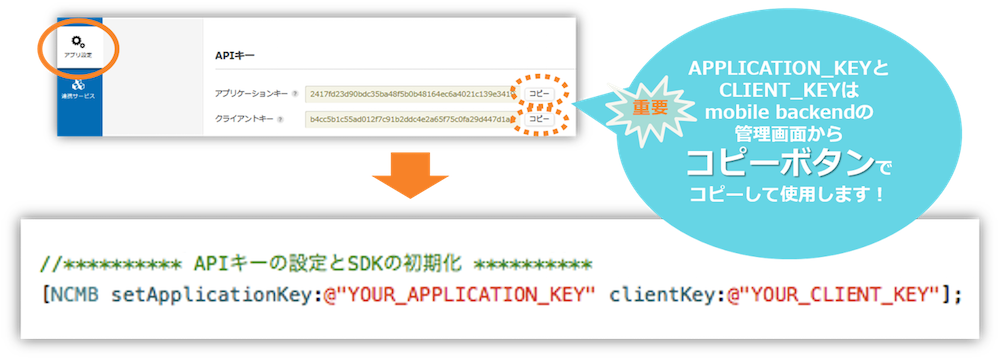 アプリ設定
連携サービス
APIキー
アプリケーションキー
2417fd23d90bdc35ba48f5b0b48164ec6a4021c139e341
コピー
クライアントキー
b4cc5b1c55ad012f7c91b2ddc4e2a65f75c0fa29d447d1a
コピー
重要
APPLICATION_KEYと
CLIENT_KEYは
mobile backendの
管理画面から
コピーボタンで
コピーして使用します！
//********** APIキーの設定とSDKの初期化 **********
[NCMB setApplicationKey:@"YOUR_APPLICATION_KEY" clientKey:@"YOUR_CLIENT_KEY"];